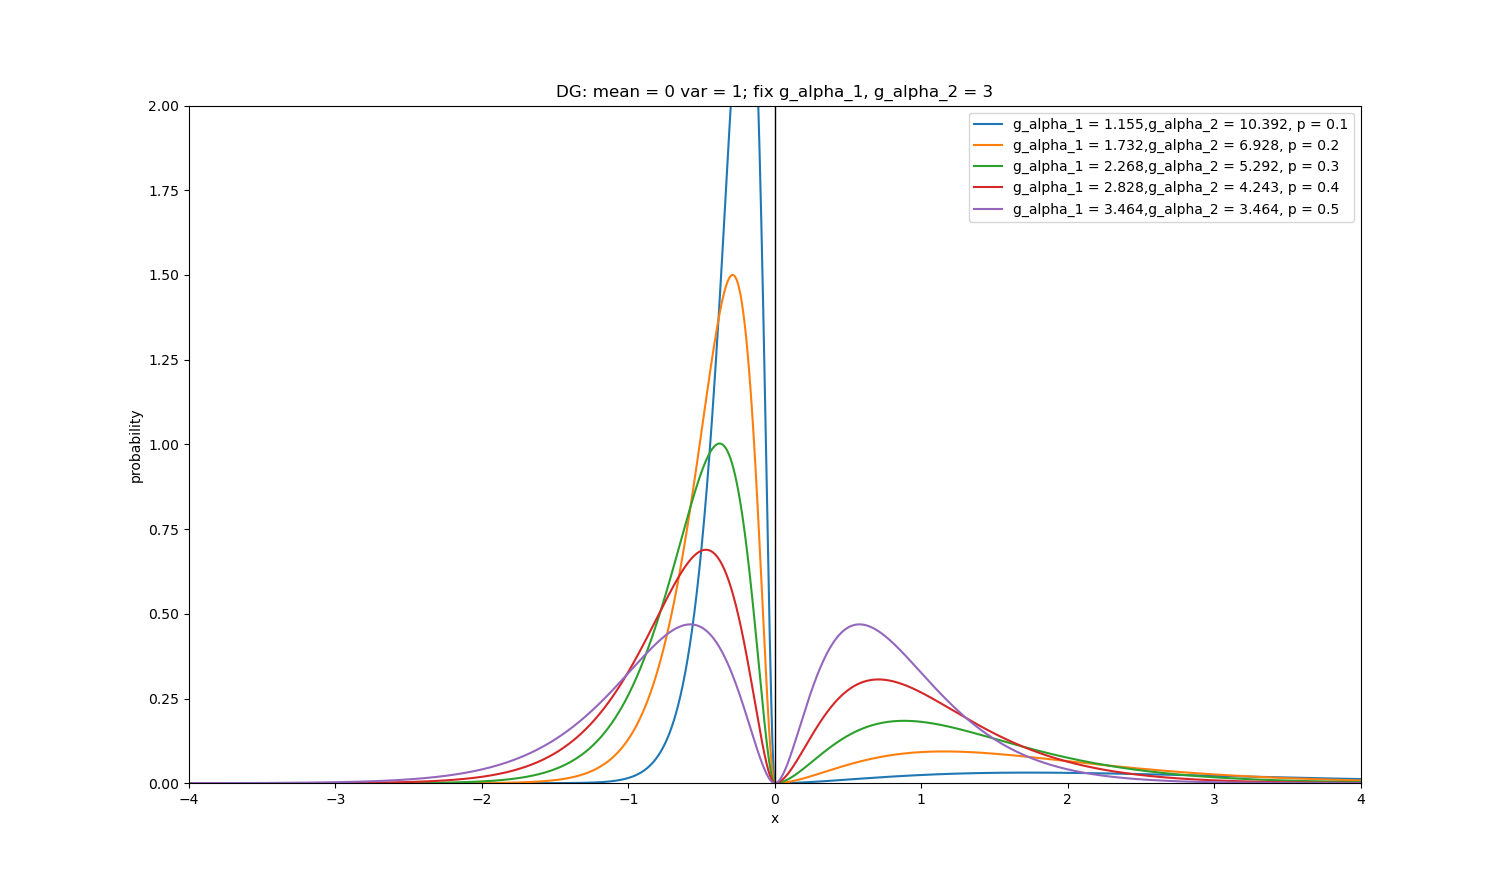 DG: mean = 0 var = 1; fix g_alpha_1, g_alpha_2 = 3
g_alpha_1 = 1.155,g_alpha_2 = 10.392, p = 0.1
g_alpha_1 = 1.732,g_alpha_2 = 6.928, p = 0.2
g_alpha_1 = 2.268,g_alpha_2 = 5.292, p = 0.3
g_alpha_1 = 2.828,g_alpha_2 = 4.243, p = 0.4
g_alpha_1 = 3.464,g_alpha_2 = 3.464, p = 0.5
2.00
1.75
1.50
1.25
1.00
0.75
0.50
0.25
0.00
probability
−4 −3 −2 −1 0 1 2 3 4
x